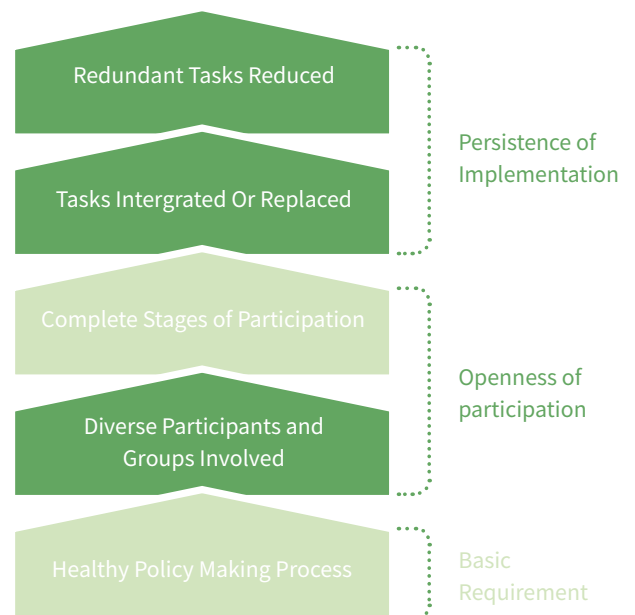 Redundant Tasks Reduced
Persistence of
Implementation
Tasks Intergrated Or Replaced
Complete Stages of Participation
Openness of
participation
Diverse Participants and
Groups Involved
Healthy Policy Making Process
Basic
Requirement